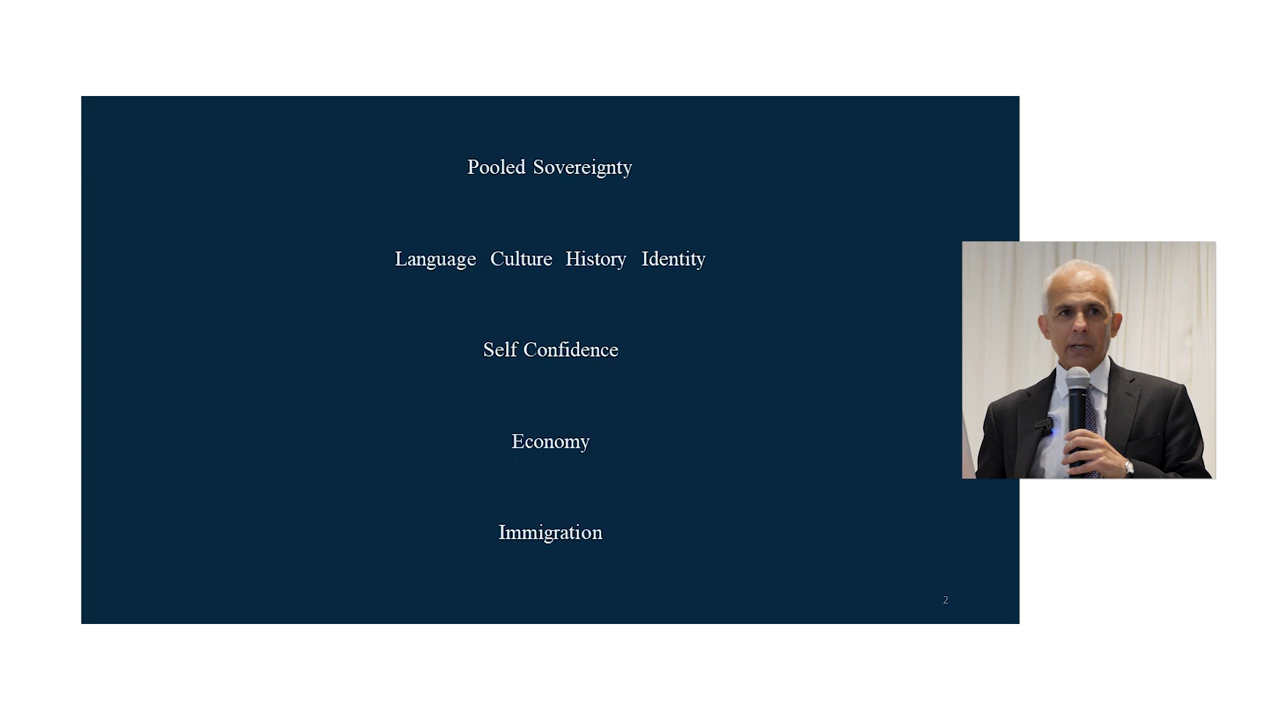 Pooled Sovereignty
Language Culture History Identity
Self Confidence
Economy
Immigration
2